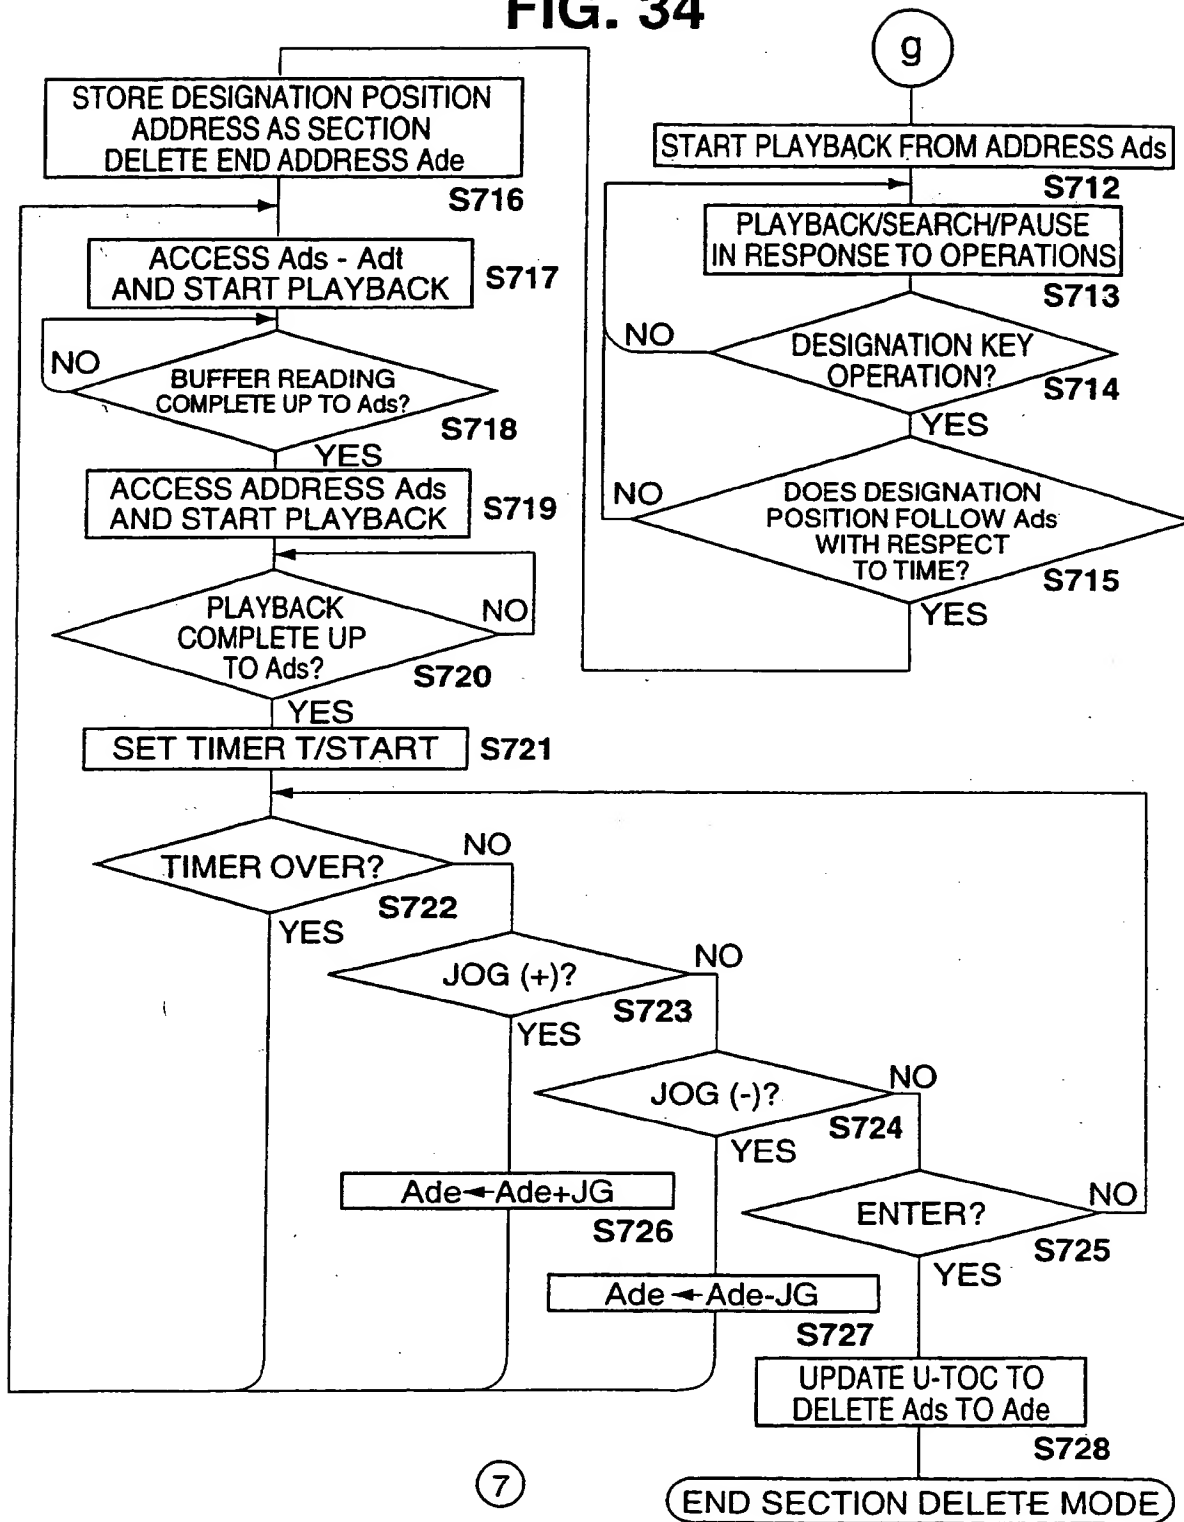 FIG. 34
g
START PLAYBACK FROM ADDRESS Ads
S712
PLAYBACK/SEARCH/PAUSE
IN RESPONSE TO OPERATIONS
S713
DESIGNATION KEY
OPERATION?
S714
NO
YES
DOES DESIGNATION
POSITION FOLLOW Ads
WITH RESPECT
TO TIME?
S715
NO
YES
STORE DESIGNATION POSITION
ADDRESS AS SECTION
DELETE END ADDRESS Ade
S716
ACCESS Ads - Adt
AND START PLAYBACK
S717
NO
BUFFER READING
COMPLETE UP TO Ads?
S718
YES
ACCESS ADDRESS Ads
AND START PLAYBACK
S719
PLAYBACK
COMPLETE UP
TO Ads?
NO
S720
YES
SET TIMER T/START
S721
TIMER OVER?
NO
S722
YES
JOG (+)?
NO
S723
YES
JOG (-)?
NO
S724
YES
ENTER?
NO
S725
YES
Ade←Ade+JG
S726
Ade←Ade-JG
S727
UPDATE U-TOC TO
DELETE Ads TO Ade
S728
END SECTION DELETE MODE
7